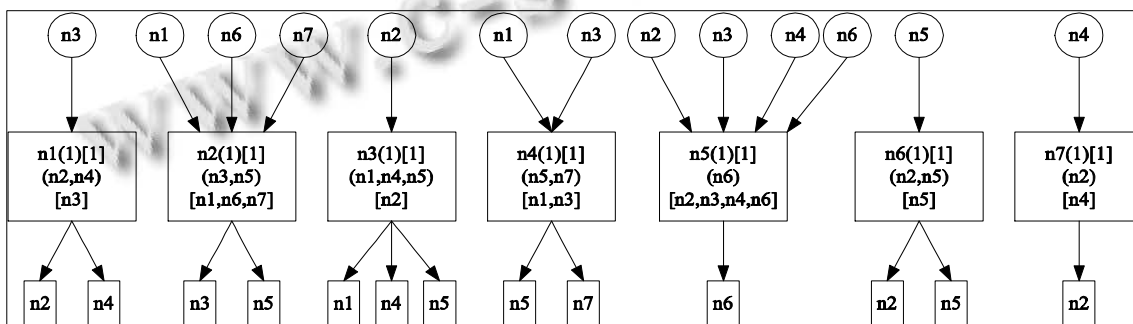 n3 n1 n6 n7 n2 n1 n3 n2 n3 n4 n6 n5 n4
n1(1)[1]
(n2,n4)
[n3]
n2(1)[1]
(n3,n5)
[n1,n6,n7]
n3(1)[1]
(n1,n4,n5)
[n2]
n4(1)[1]
(n5,n7)
[n1,n3]
n5(1)[1]
(n6)
[n2,n3,n4,n6]
n6(1)[1]
(n2,n5)
[n5]
n7(1)[1]
(n2)
[n4]
n2 n4 n3 n5 n1 n4 n5 n5 n7 n6 n2 n5 n2